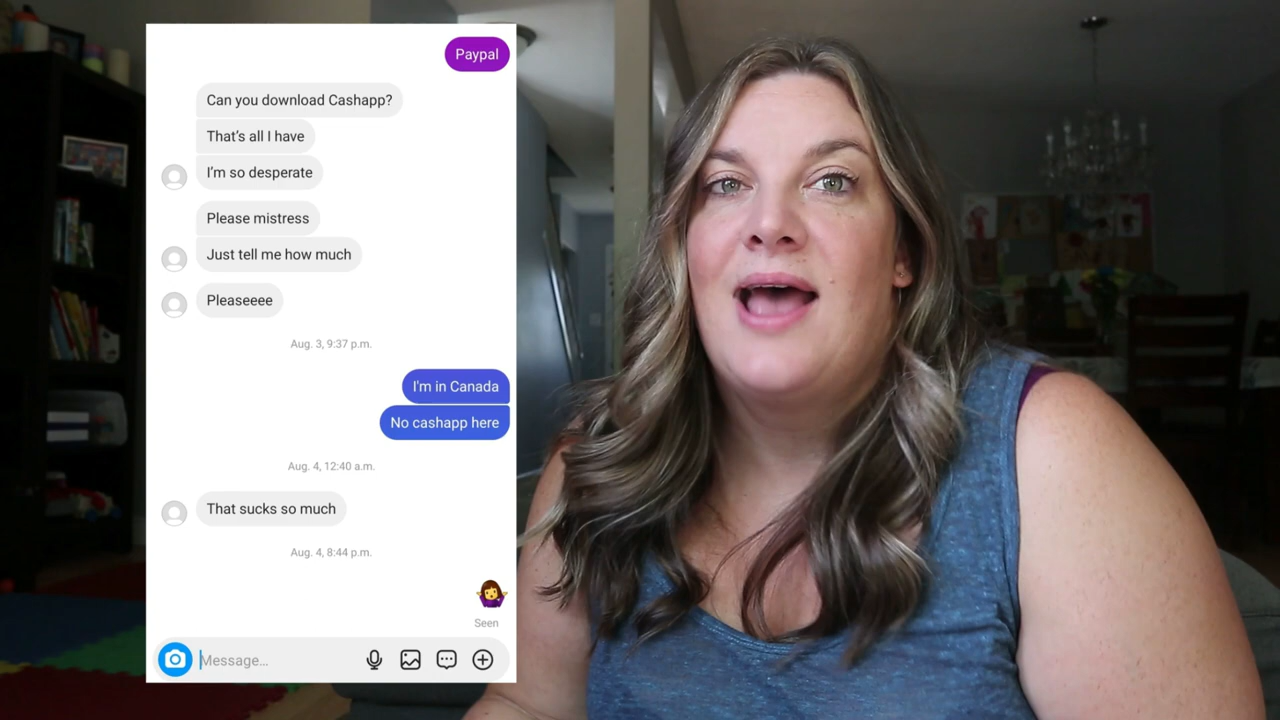 Paypal
Can you download Cashapp?
That's all I have
I'm so desperate
Please mistress
Just tell me how much
Pleaseeee
Aug. 3, 9:37 p.m.
I'm in Canada
No cashapp here
Aug. 4, 12:40 a.m.
That sucks so much
Aug. 4, 8:44 p.m.
Seen
Message...